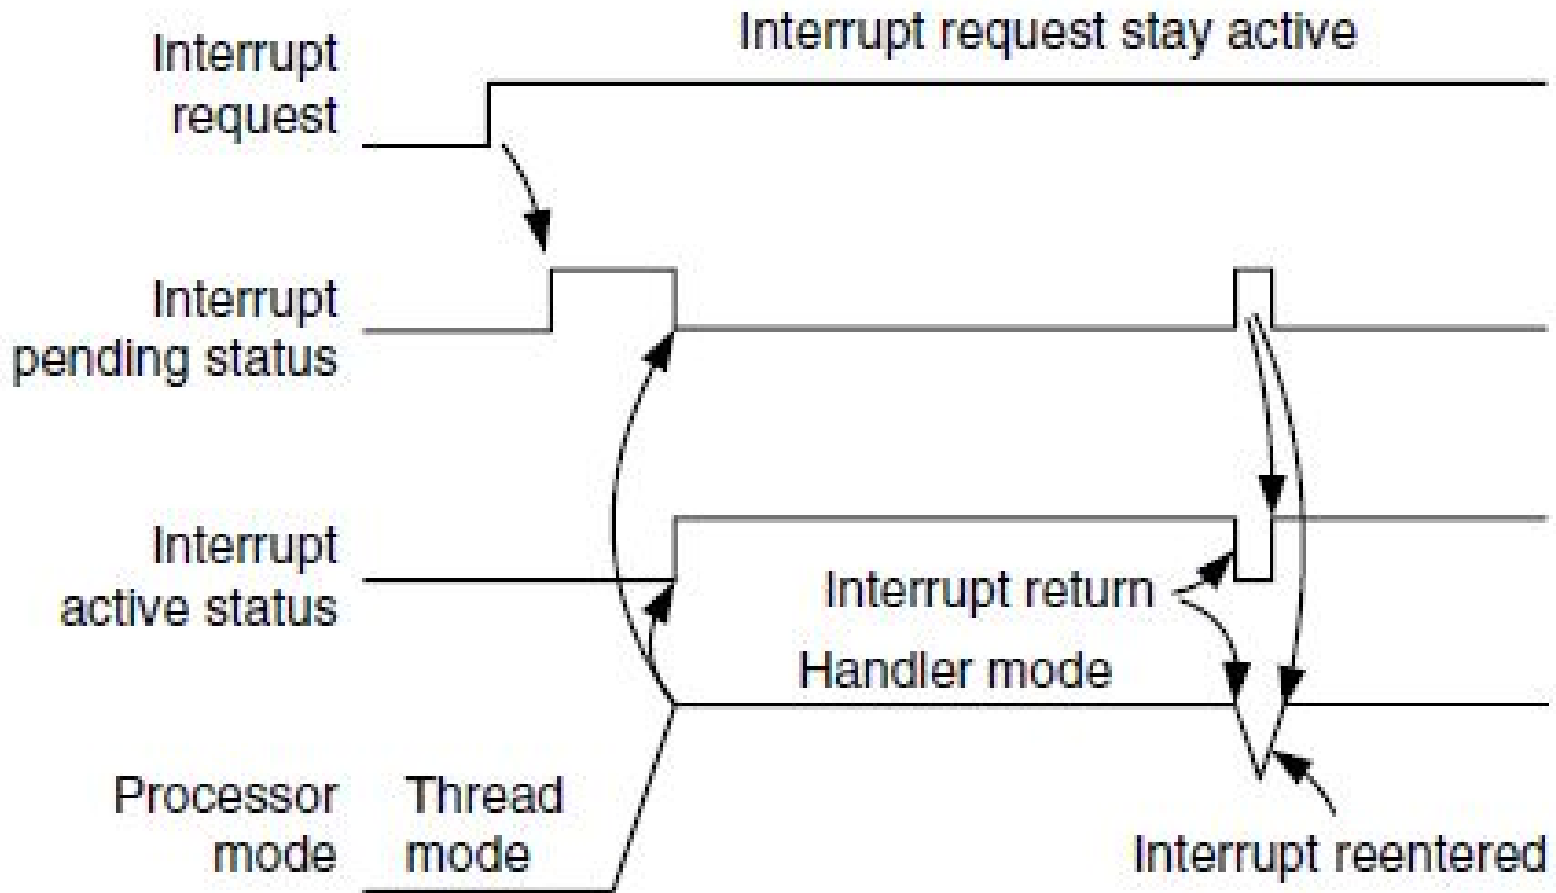 Interrupt request stay active
Interrupt
request
Interrupt
pending status
Interrupt
active status
Interrupt return
Handler mode
Processor
mode
Thread
mode
Interrupt reentered